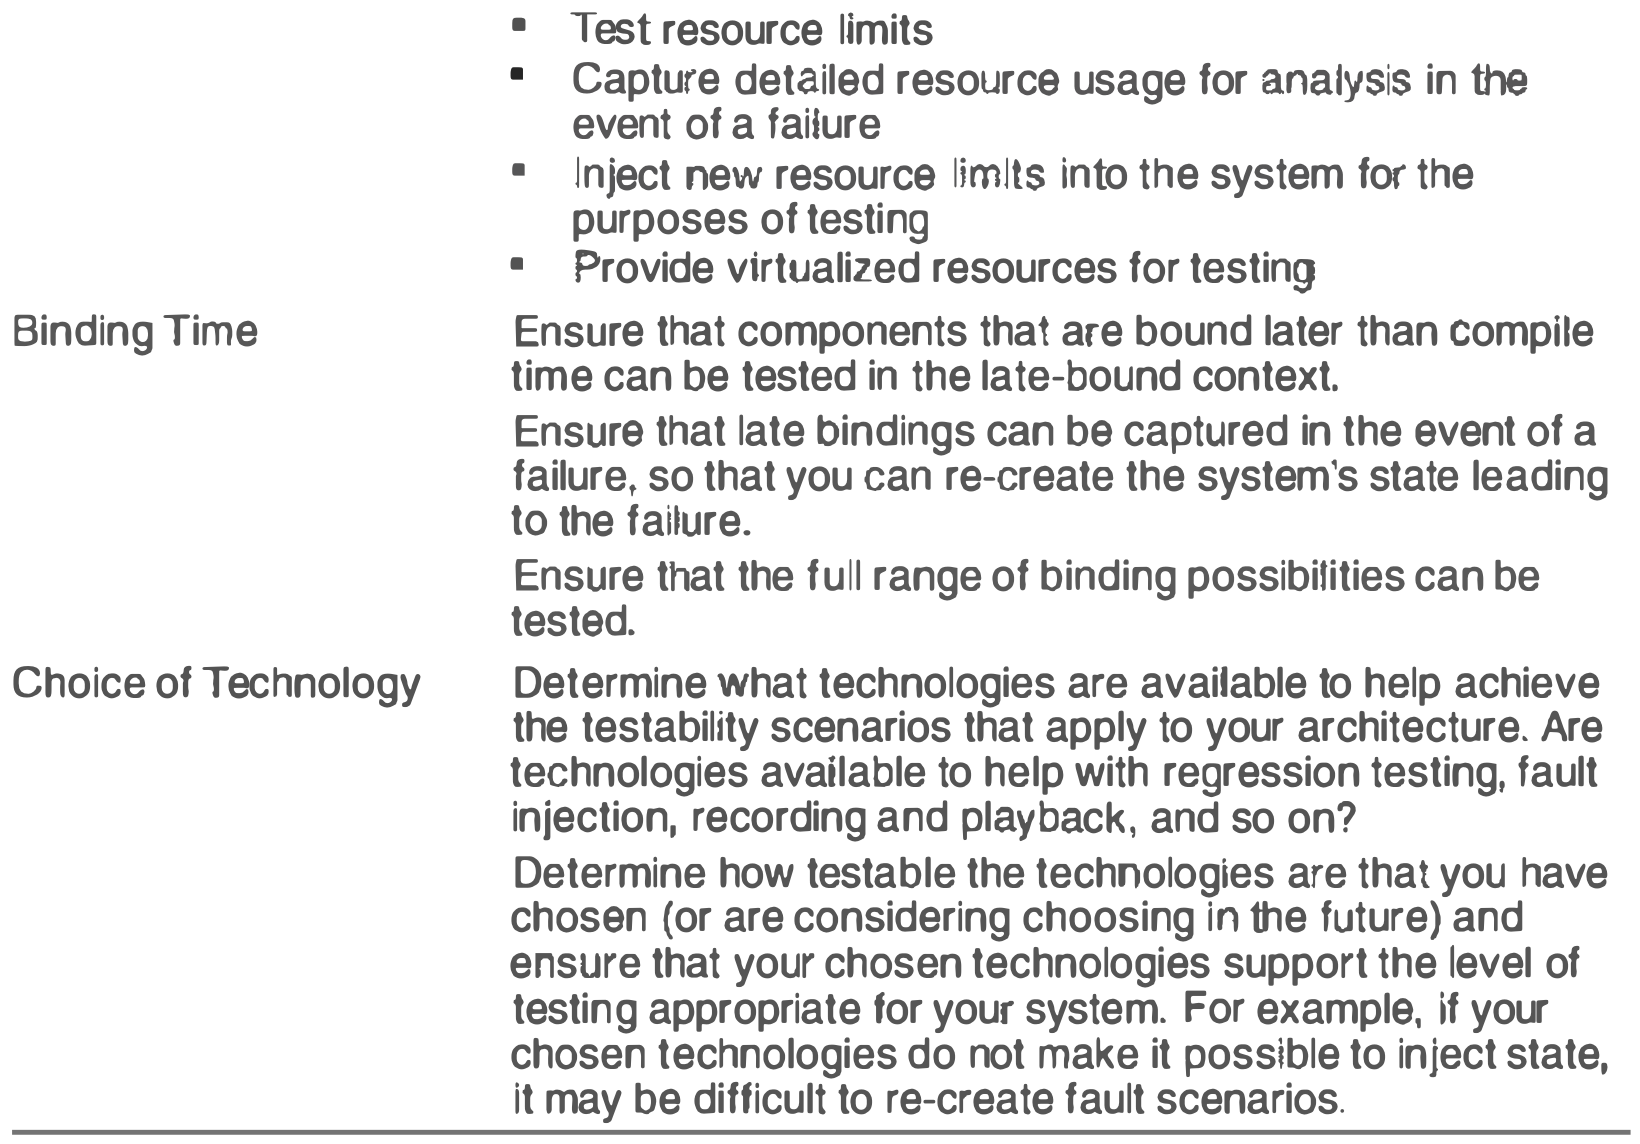 ▪ Test resource limits
▪ Capture detailed resource usage for analysis in the
event of a failure
▪ Inject new resource limits into the system for the
purposes of testing
▪ Provide virtualized resources for testing
Binding Time Ensure that components that are bound later than compile
time can be tested in the late-bound context.
Ensure that late bindings can be captured in the event of a
failure, so that you can re-create the system's state leading
to the failure.
Ensure that the full range of binding possibilities can be
tested.
Choice of Technology Determine what technologies are available to help achieve
the testability scenarios that apply to your architecture. Are
technologies available to help with regression testing, fault
injection, recording and playback, and so on?
Determine how testable the technologies are that you have
chosen (or are considering choosing in the future) and
ensure that your chosen technologies support the level of
testing appropriate for your system. For example, if your
chosen technologies do not make it possible to inject state,
it may be difficult to re-create fault scenarios.